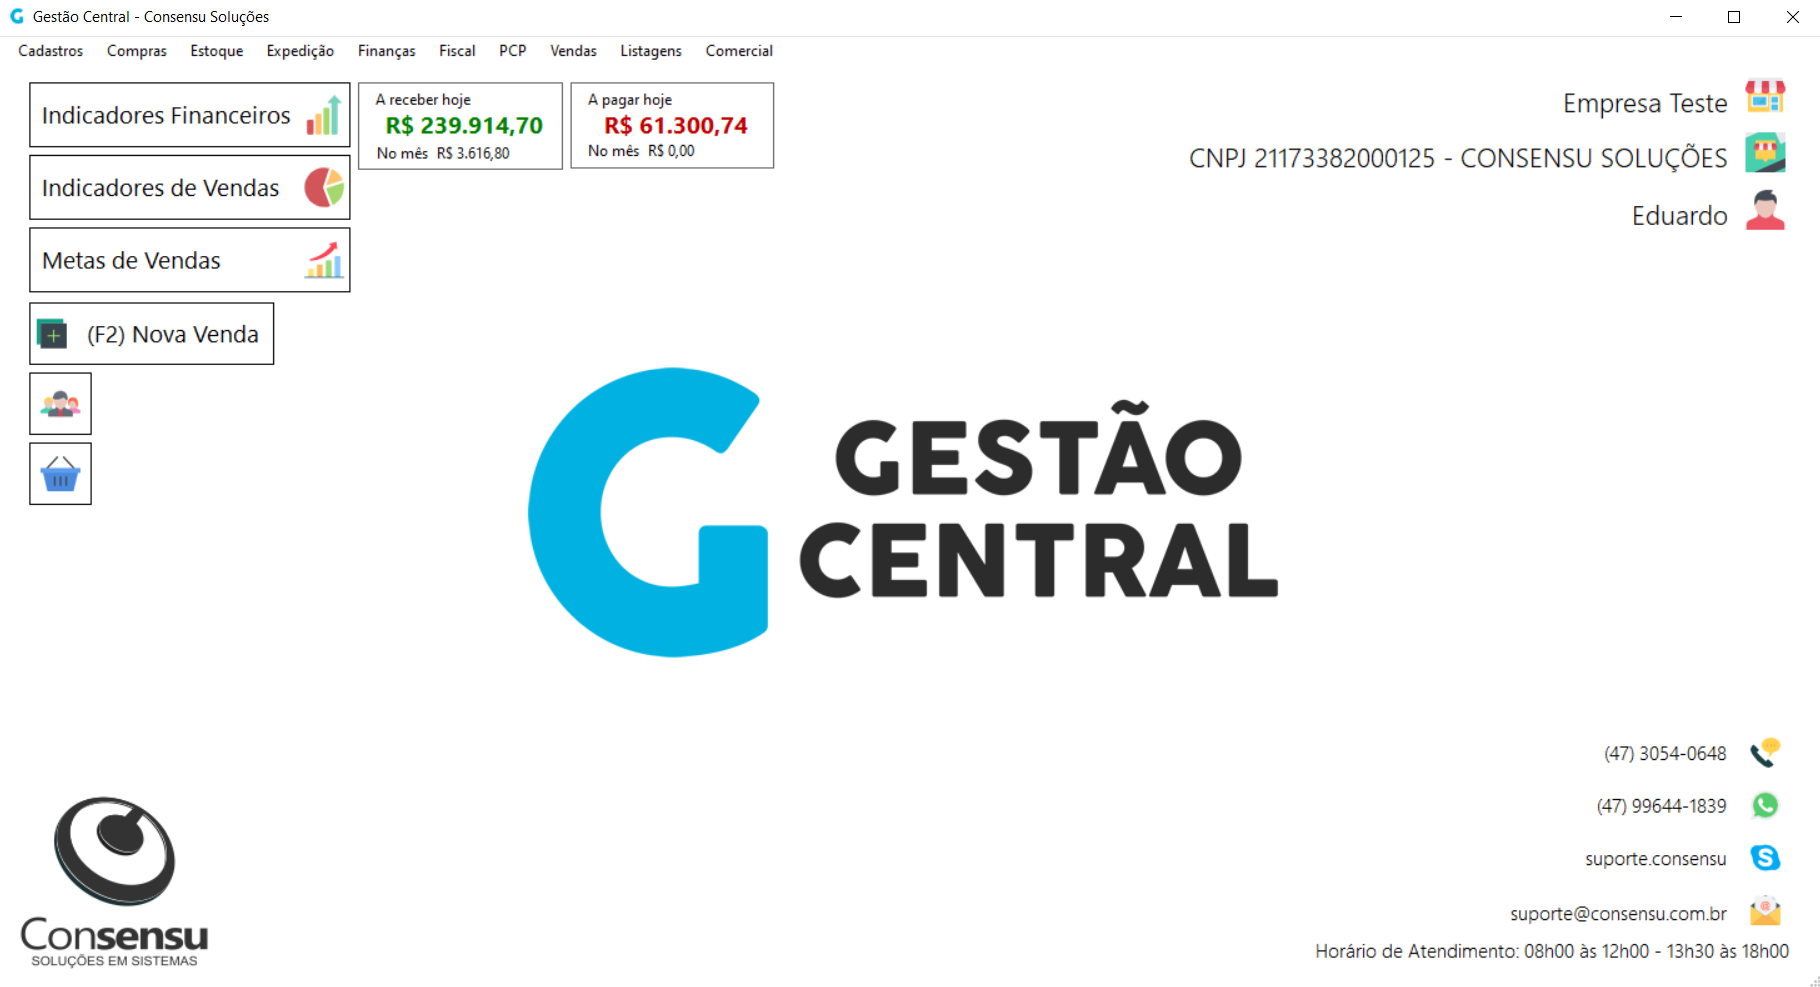 Gestão Central - Consensu Soluções
Cadastros Compras Estoque Expedição Finanças Fiscal PCP Vendas Listagens Comercial
Indicadores Financeiros
A receber hoje
R$ 239.914,70
No mês R$ 3.616,80
A pagar hoje
R$ 61.300,74
No mês R$ 0,00
Empresa Teste
CNPJ 21173382000125 - CONSENSU SOLUÇÕES
Eduardo
Indicadores de Vendas
Metas de Vendas
(F2) Nova Venda
GESTÃO
CENTRAL
(47) 3054-0648
(47) 99644-1839
suporte.consensu
suporte@consensu.com.br
Horário de Atendimento: 08h00 às 12h00 - 13h30 às 18h00
Consensu
SOLUÇÕES EM SISTEMAS